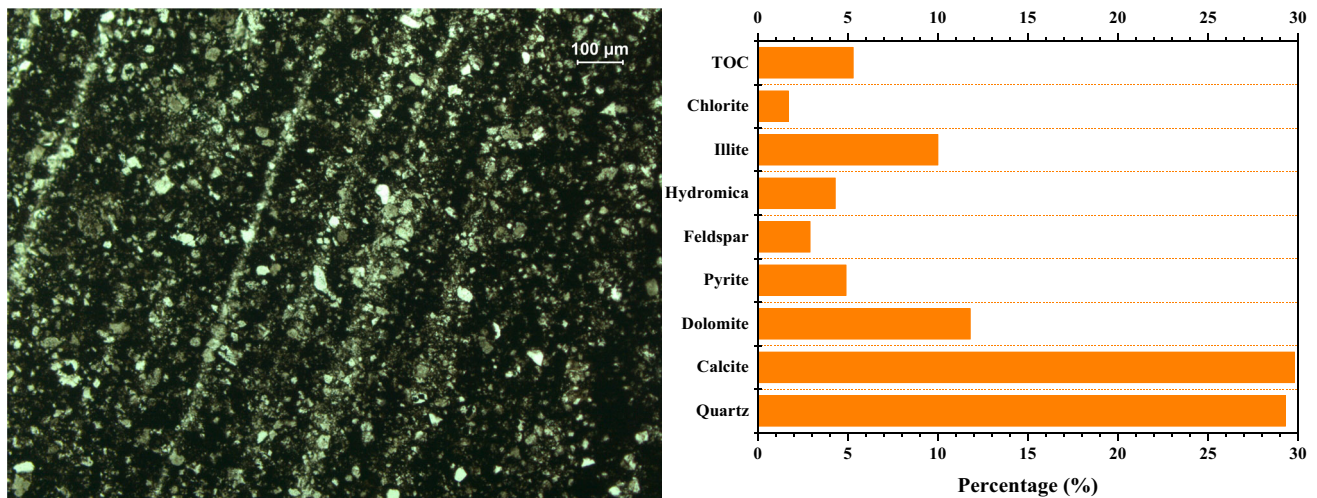 100 µm
0 5 10 15 20 25 30
TOC
Chlorite
Illite
Hydromica
Feldspar
Pyrite
Dolomite
Calcite
Quartz
0 5 10 15 20 25 30
Percentage (%)